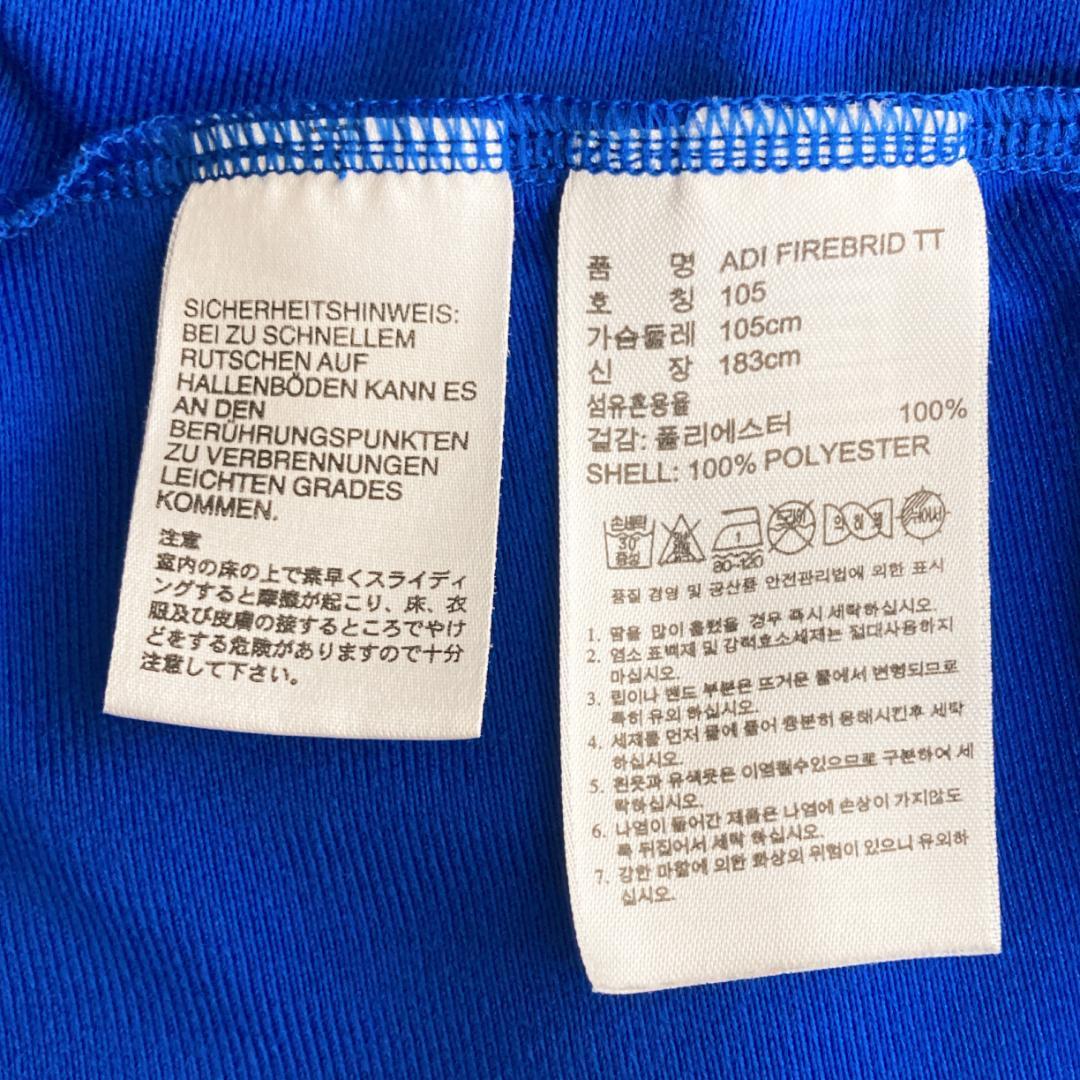 SICHERHEITSHINWEIS:
BEI ZU SCHNELLEM
RUTSCHEN AUF
HALLENBÖDEN KANN ES
AN DEN
BERÜHRUNGSPUNKTEN
ZU VERBRENNUNGEN
LEICHTEN GRADES
KOMMEN.
注意
室内の床の上で素早くスライディ
ングすると摩擦が起こり、床、衣
服及び皮膚の接するところでやけ
どをする危険がありますので十分
注意して下さい。
품 명 ADI FIREBRID TT
호 칭 105
가슴둘레 105cm
신 장 183cm
섬유혼용율
겉감: 폴리에스터 100%
SHELL: 100% POLYESTER
손세탁 30 중성
80-120
품질 경영 및 공산품 안전관리법에 의한 표시
1. 땀을 많이 흘렸을 경우 즉시 세탁하십시오.
2. 염소 표백제 및 강력효소세제는 절대사용하지
마십시오.
3. 립이나 밴드 부분은 뜨거운 물에서 변형되므로
특히 유의 하십시오.
4. 세제를 먼저 물에 풀어 충분히 용해시킨후 세탁
하십시오.
5. 흰옷과 유색옷은 이염될수있으므로 구분하여 세
탁하십시오.
6. 나염이 들어간 제품은 나염에 손상이 가지않도
록 뒤집어서 세탁 하십시오.
7. 강한 마찰에 의한 화상의 위험이 있으니 유의하
십시오.